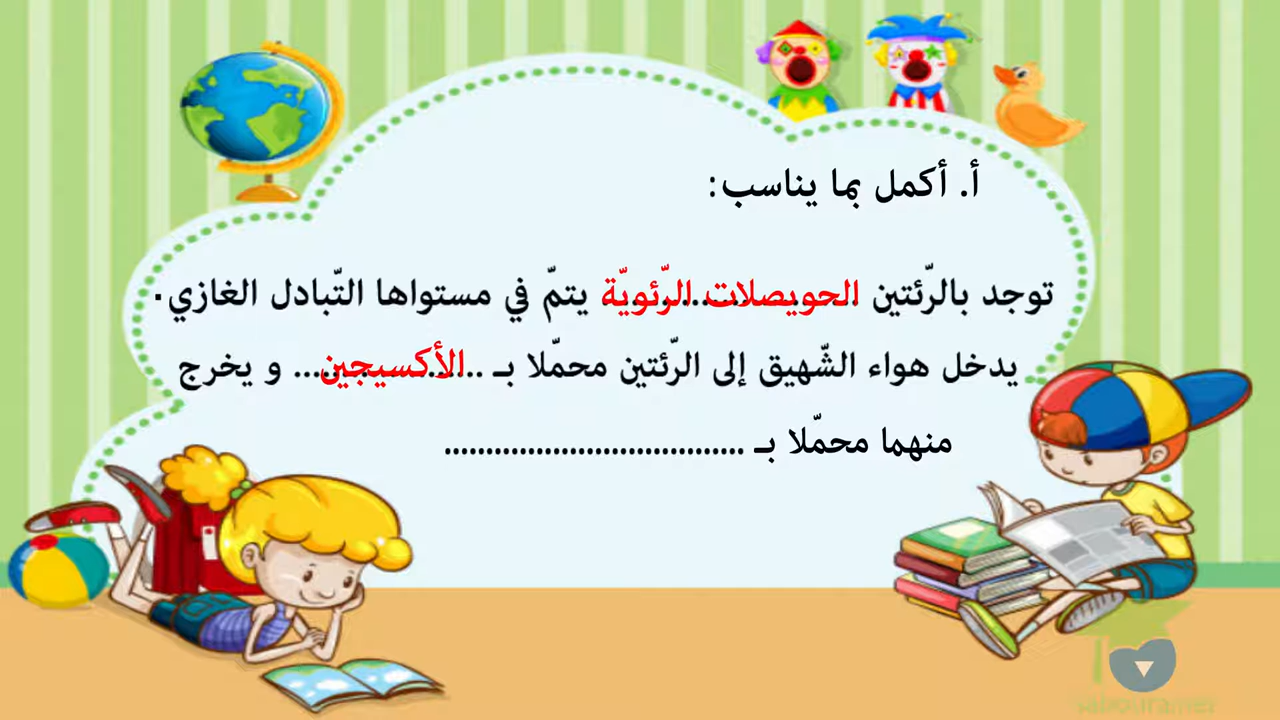 أ. أكمل بما يناسب:
توجد بالرّئتين الحويصلات الرّئويّة يتمّ في مستواها التّبادل الغازي.
يدخل هواء الشّهيق إلى الرّئتين محمّلا بـ ...الأكسيجين... و يخرج
منهما محمّلا بـ ....................................